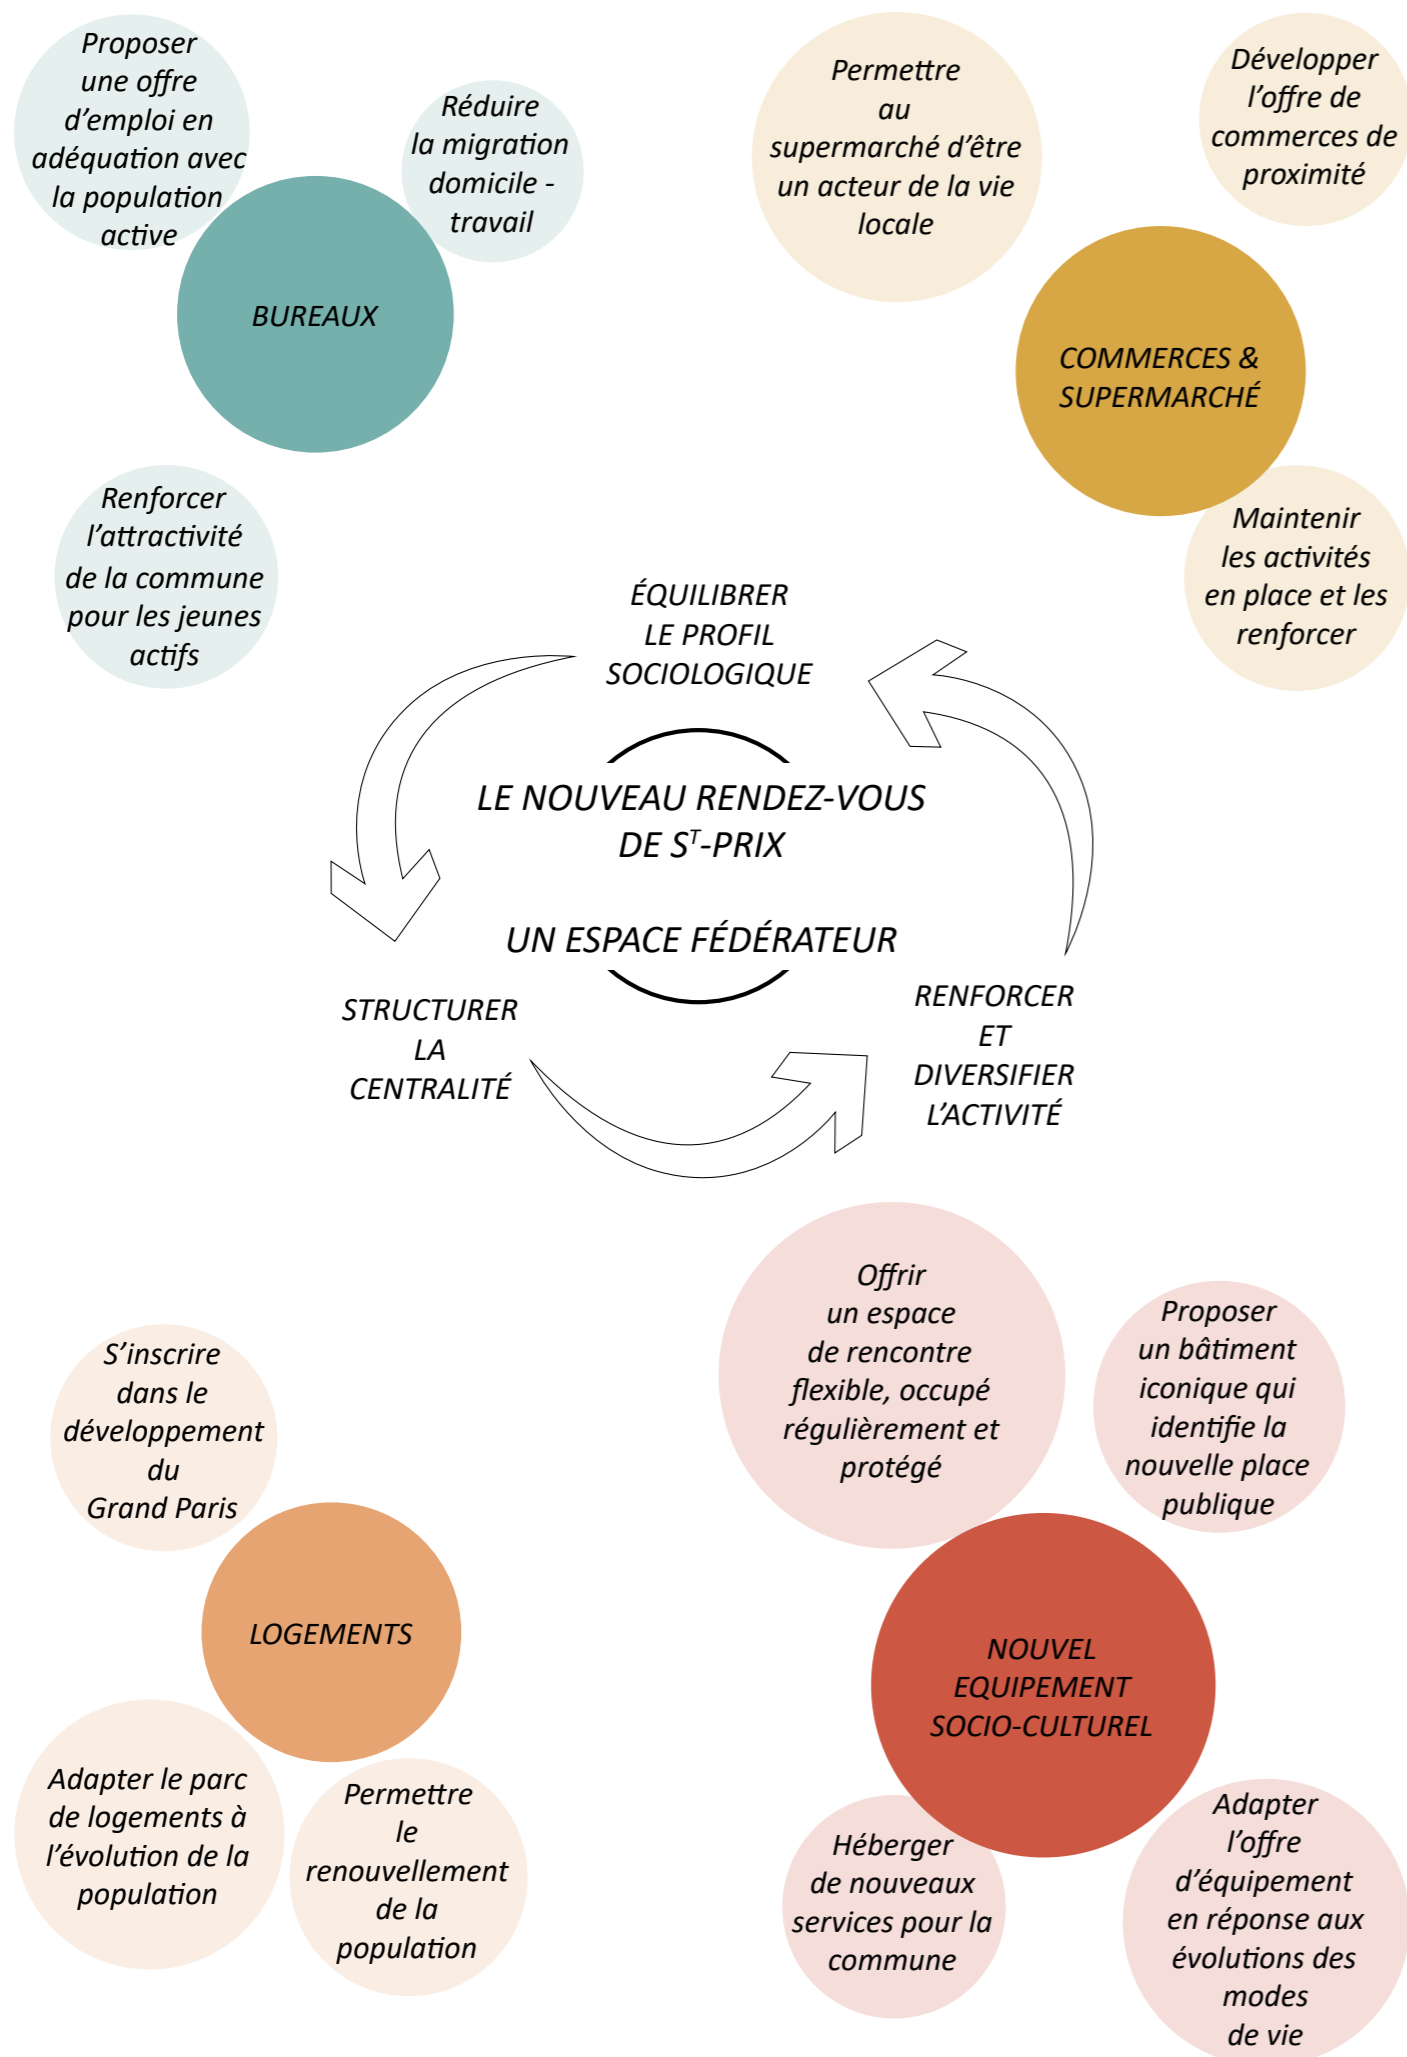 Proposer
une offre
d'emploi en
adéquation avec
la population
active
Réduire
la migration
domicile -
travail
BUREAUX
Renforcer
l'attractivité
de la commune
pour les jeunes
actifs
Permettre
au
supermarché d'être
un acteur de la vie
locale
Développer
l'offre de
commerces de
proximité
COMMERCES &
SUPERMARCHÉ
Maintenir
les activités
en place et les
renforcer
ÉQUILIBRER
LE PROFIL
SOCIOLOGIQUE
LE NOUVEAU RENDEZ-VOUS
DE Sᵀ-PRIX
UN ESPACE FÉDÉRATEUR
STRUCTURER
LA
CENTRALITÉ
RENFORCER
ET
DIVERSIFIER
L'ACTIVITÉ
S'inscrire
dans le
développement
du
Grand Paris
LOGEMENTS
Adapter le parc
de logements à
l'évolution de la
population
Permettre
le
renouvellement
de la
population
Offrir
un espace
de rencontre
flexible, occupé
régulièrement et
protégé
Proposer
un bâtiment
iconique qui
identifie la
nouvelle place
publique
NOUVEL
EQUIPEMENT
SOCIO-CULTUREL
Héberger
de nouveaux
services pour la
commune
Adapter
l'offre
d'équipement
en réponse aux
évolutions des
modes
de vie